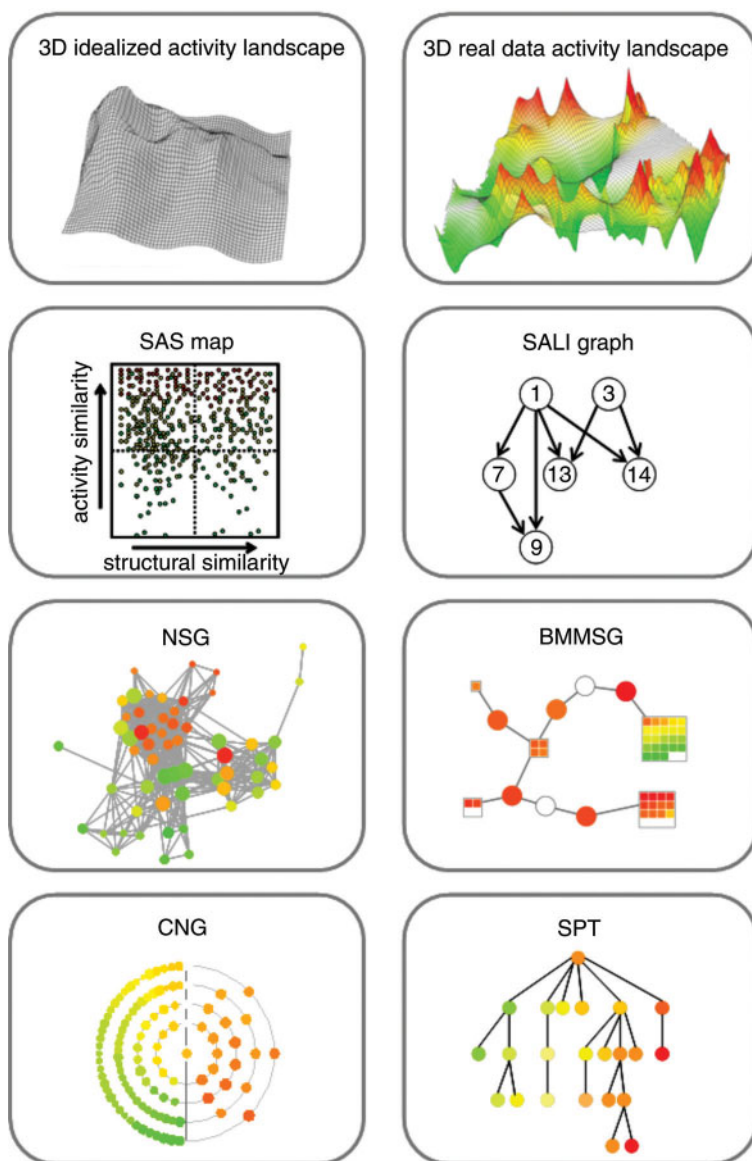 3D idealized activity landscape
3D real data activity landscape
SAS map
activity similarity
structural similarity
SALI graph
1
3
7
13
14
9
NSG
BMMSG
CNG
SPT